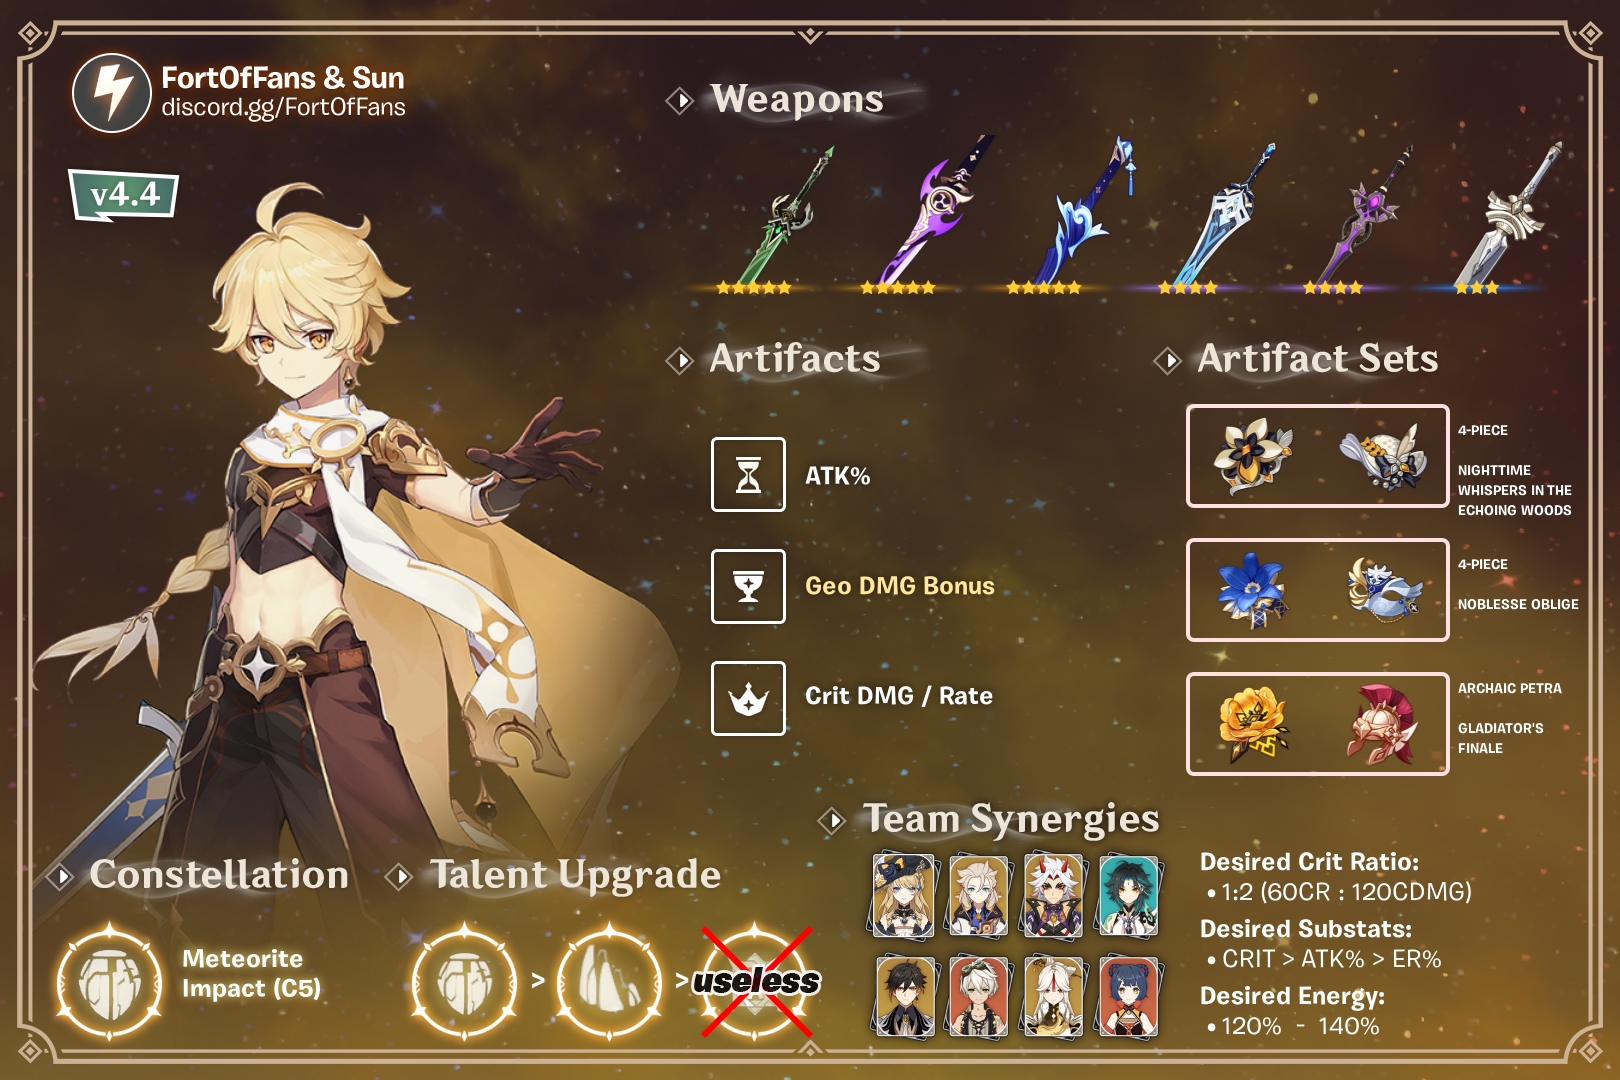 FortOfFans & Sun
discord.gg/FortOfFans
v4.4
Weapons
Artifacts
ATK%
Geo DMG Bonus
Crit DMG / Rate
Artifact Sets
4-PIECE
NIGHTTIME
WHISPERS IN THE
ECHOING WOODS
4-PIECE
NOBLESSE OBLIGE
ARCHAIC PETRA
GLADIATOR'S
FINALE
Constellation
Meteorite
Impact (C5)
Talent Upgrade
> > useless
Team Synergies
Desired Crit Ratio:
• 1:2 (60CR : 120CDMG)
Desired Substats:
• CRIT > ATK% > ER%
Desired Energy:
• 120% - 140%